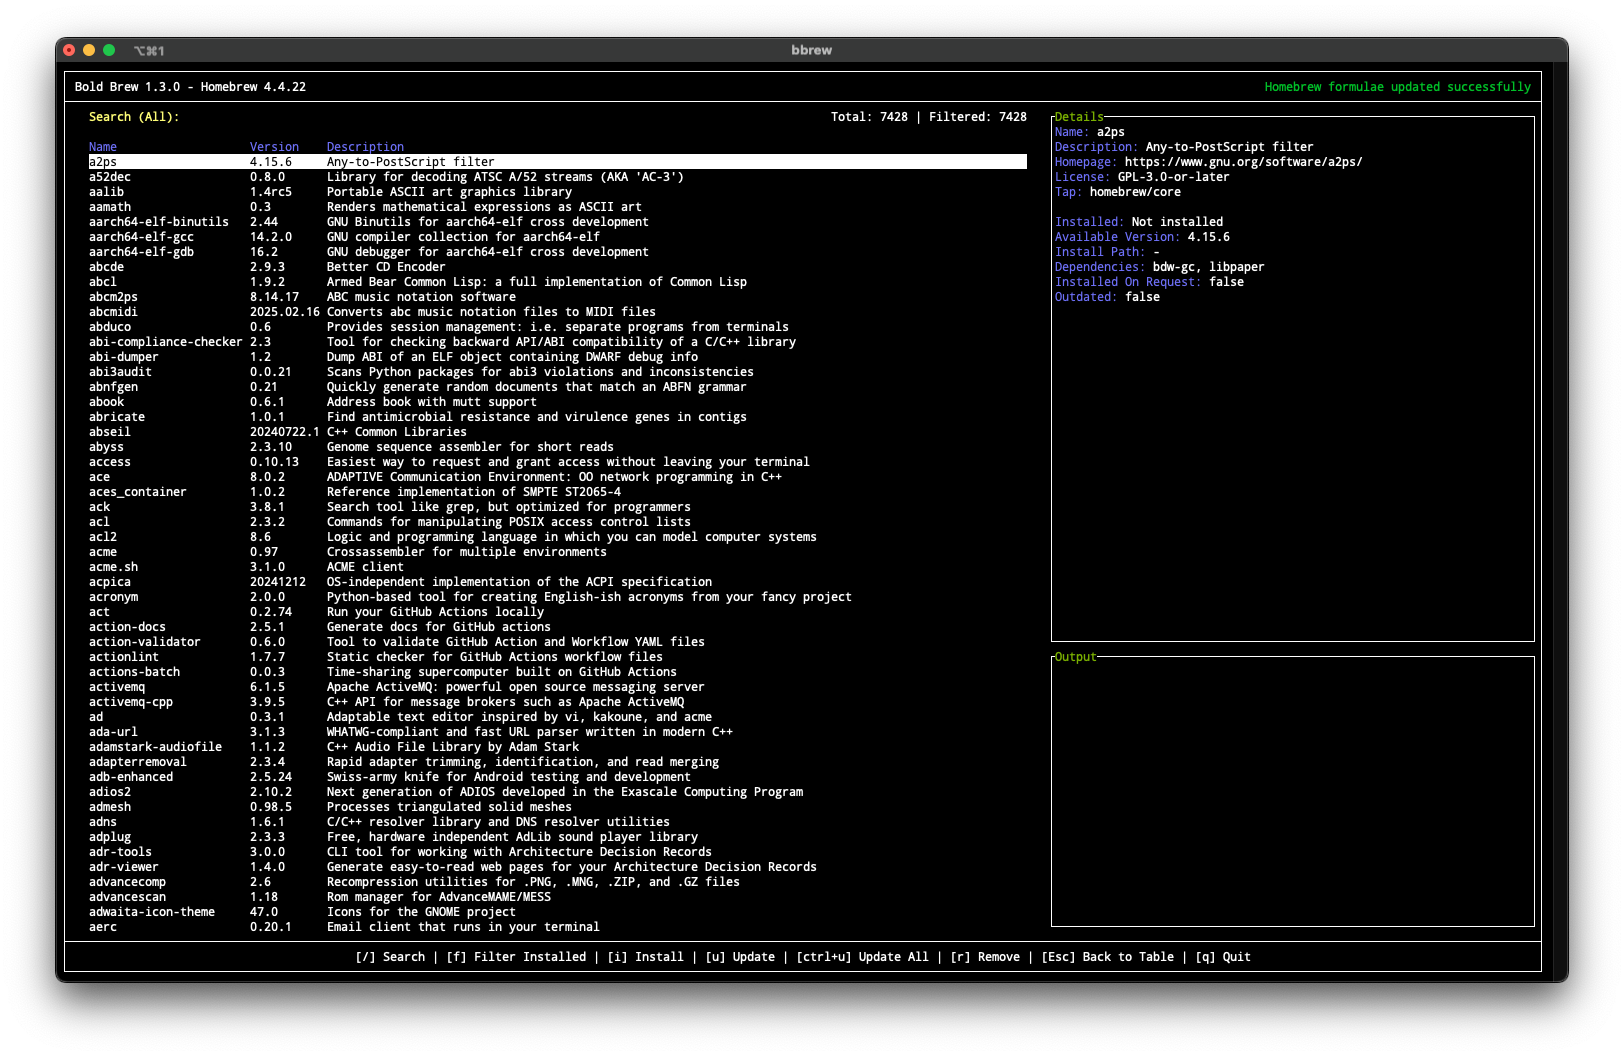 ⌥⌘1 bbrew
Bold Brew 1.3.0 - Homebrew 4.4.22 Homebrew formulae updated successfully
Search (All): Total: 7428 | Filtered: 7428
Name Version Description
a2ps 4.15.6 Any-to-PostScript filter
a52dec 0.8.0 Library for decoding ATSC A/52 streams (AKA 'AC-3')
aalib 1.4rc5 Portable ASCII art graphics library
aamath 0.3 Renders mathematical expressions as ASCII art
aarch64-elf-binutils 2.44 GNU Binutils for aarch64-elf cross development
aarch64-elf-gcc 14.2.0 GNU compiler collection for aarch64-elf
aarch64-elf-gdb 16.2 GNU debugger for aarch64-elf cross development
abcde 2.9.3 Better CD Encoder
abcl 1.9.2 Armed Bear Common Lisp: a full implementation of Common Lisp
abcm2ps 8.14.17 ABC music notation software
abcmidi 2025.02.16 Converts abc music notation files to MIDI files
abduco 0.6 Provides session management: i.e. separate programs from terminals
abi-compliance-checker 2.3 Tool for checking backward API/ABI compatibility of a C/C++ library
abi-dumper 1.2 Dump ABI of an ELF object containing DWARF debug info
abi3audit 0.0.21 Scans Python packages for abi3 violations and inconsistencies
abnfgen 0.21 Quickly generate random documents that match an ABFN grammar
abook 0.6.1 Address book with mutt support
abricate 1.0.1 Find antimicrobial resistance and virulence genes in contigs
abseil 20240722.1 C++ Common Libraries
abyss 2.3.10 Genome sequence assembler for short reads
access 0.10.13 Easiest way to request and grant access without leaving your terminal
ace 8.0.2 ADAPTIVE Communication Environment: OO network programming in C++
aces_container 1.0.2 Reference implementation of SMPTE ST2065-4
ack 3.8.1 Search tool like grep, but optimized for programmers
acl 2.3.2 Commands for manipulating POSIX access control lists
acl2 8.6 Logic and programming language in which you can model computer systems
acme 0.97 Crossassembler for multiple environments
acme.sh 3.1.0 ACME client
acpica 20241212 OS-independent implementation of the ACPI specification
acronym 2.0.0 Python-based tool for creating English-ish acronyms from your fancy project
act 0.2.74 Run your GitHub Actions locally
action-docs 2.5.1 Generate docs for GitHub actions
action-validator 0.6.0 Tool to validate GitHub Action and Workflow YAML files
actionlint 1.7.7 Static checker for GitHub Actions workflow files
actions-batch 0.0.3 Time-sharing supercomputer built on GitHub Actions
activemq 6.1.5 Apache ActiveMQ: powerful open source messaging server
activemq-cpp 3.9.5 C++ API for message brokers such as Apache ActiveMQ
ad 0.3.1 Adaptable text editor inspired by vi, kakoune, and acme
ada-url 3.1.3 WHATWG-compliant and fast URL parser written in modern C++
adamstark-audiofile 1.1.2 C++ Audio File Library by Adam Stark
adapterremoval 2.3.4 Rapid adapter trimming, identification, and read merging
adb-enhanced 2.5.24 Swiss-army knife for Android testing and development
adios2 2.10.2 Next generation of ADIOS developed in the Exascale Computing Program
admesh 0.98.5 Processes triangulated solid meshes
adns 1.6.1 C/C++ resolver library and DNS resolver utilities
adplug 2.3.3 Free, hardware independent AdLib sound player library
adr-tools 3.0.0 CLI tool for working with Architecture Decision Records
adr-viewer 1.4.0 Generate easy-to-read web pages for your Architecture Decision Records
advancecomp 2.6 Recompression utilities for .PNG, .MNG, .ZIP, and .GZ files
advancescan 1.18 Rom manager for AdvanceMAME/MESS
adwaita-icon-theme 47.0 Icons for the GNOME project
aerc 0.20.1 Email client that runs in your terminal
Details
Name: a2ps
Description: Any-to-PostScript filter
Homepage: https://www.gnu.org/software/a2ps/
License: GPL-3.0-or-later
Tap: homebrew/core
Installed: Not installed
Available Version: 4.15.6
Install Path: -
Dependencies: bdw-gc, libpaper
Installed On Request: false
Outdated: false
Output
[/] Search | [f] Filter Installed | [i] Install | [u] Update | [ctrl+u] Update All | [r] Remove | [Esc] Back to Table | [q] Quit